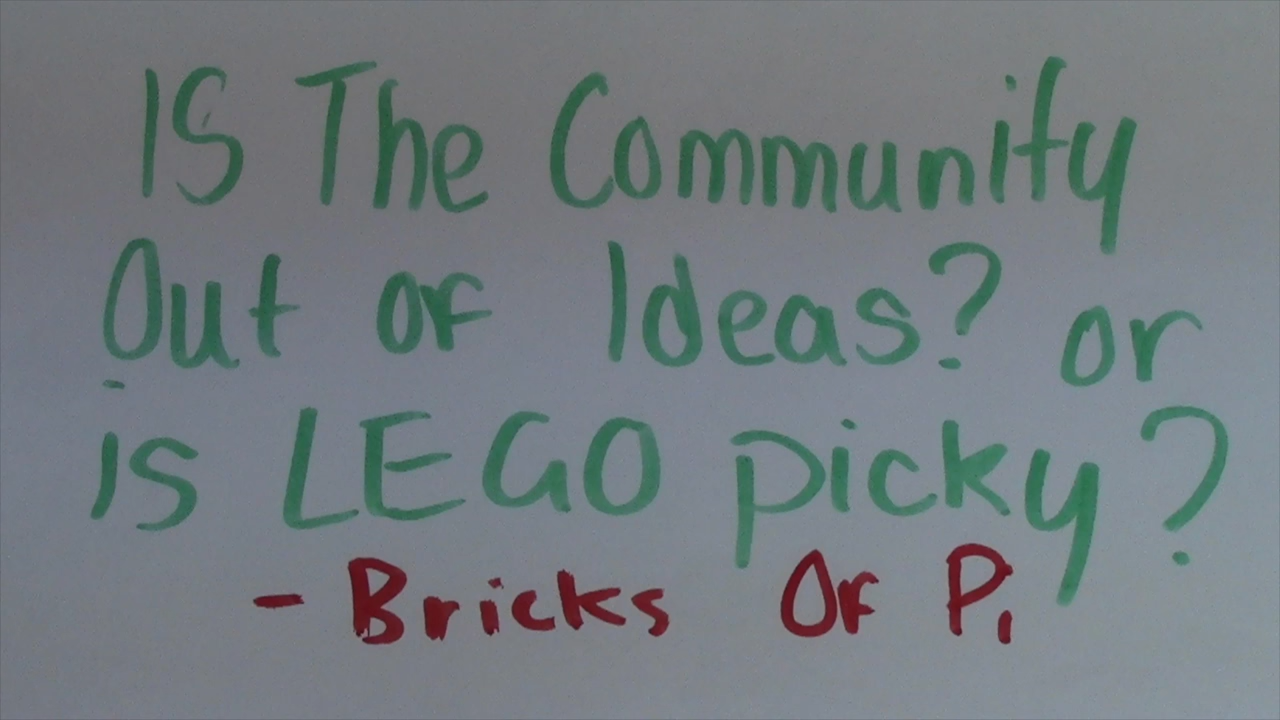 IS The Community
Out of Ideas? or
is LEGO picky?
- Bricks Of Pi